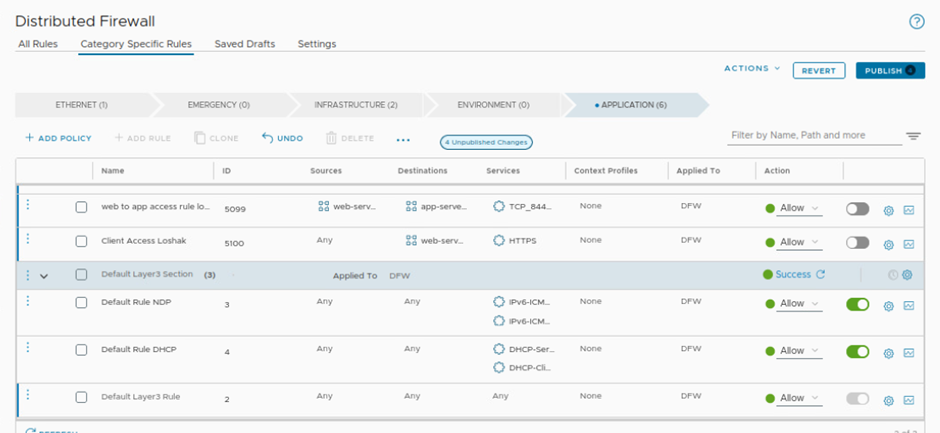 Distributed Firewall
All Rules Category Specific Rules Saved Drafts Settings
ACTIONS REVERT PUBLISH
ETHERNET (1) EMERGENCY (0) INFRASTRUCTURE (2) ENVIRONMENT (0) APPLICATION (6)
+ ADD POLICY + ADD RULE CLONE UNDO DELETE ... 4 Unpublished Changes Filter by Name, Path and more
Name ID Sources Destinations Services Context Profiles Applied To Action
web to app access rule lo... 5099 web-serv... app-serve... TCP_844... None DFW Allow
Client Access Loshak 5100 Any web-serv... HTTPS None DFW Allow
Default Layer3 Section (3) Applied To DFW Success
Default Rule NDP 3 Any Any IPv6-ICM... None DFW Allow
IPv6-ICM...
Default Rule DHCP 4 Any Any DHCP-Ser... None DFW Allow
DHCP-Cli...
Default Layer3 Rule 2 Any Any Any None DFW Allow